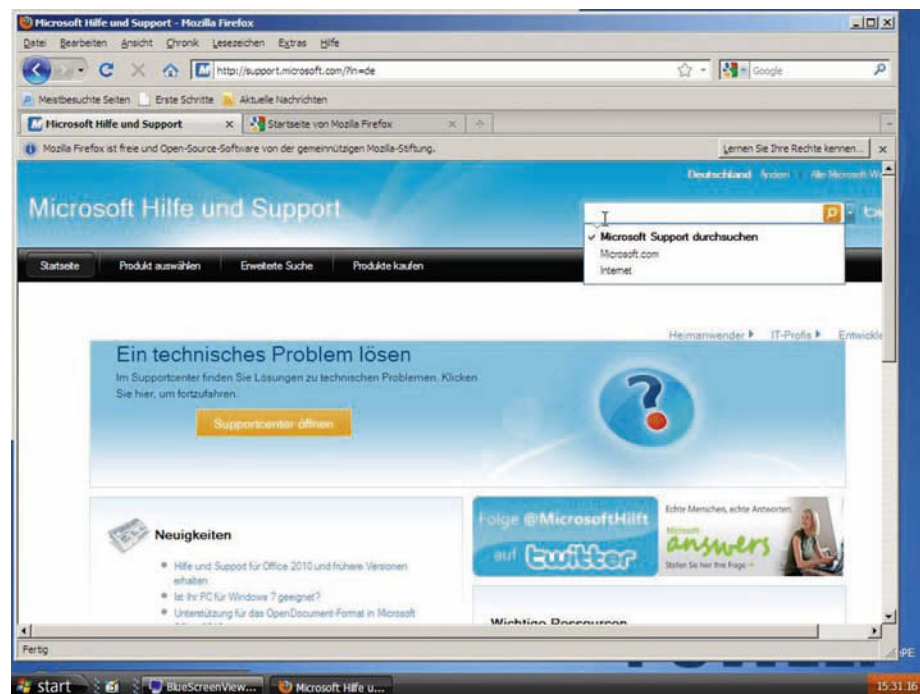 Microsoft Hilfe und Support - Mozilla Firefox
Datei Bearbeiten Ansicht Chronik Lesezeichen Extras Hilfe
http://support.microsoft.com/?ln=de
Google
Meistbesuchte Seiten Erste Schritte Aktuelle Nachrichten
Microsoft Hilfe und Support Startseite von Mozilla Firefox
Mozilla Firefox ist freie und Open-Source-Software von der gemeinnützigen Mozilla-Stiftung.
Lernen Sie Ihre Rechte kennen...
Deutschland Ändern Alle Microsoft
Microsoft Hilfe und Support
Microsoft Support durchsuchen
Microsoft.com
Internet
Startseite Produkt auswählen Erweiterte Suche Produkte kaufen
Heimanwender IT-Profis Entwickle
Ein technisches Problem lösen
Im Supportcenter finden Sie Lösungen zu technischen Problemen. Klicken
Sie hier, um fortzufahren.
Supportcenter öffnen
Neuigkeiten
Hilfe und Support für Office 2010 und frühere Versionen
erhalten
Ist Ihr PC für Windows 7 geeignet?
Unterstützung für das OpenDocument-Format in Microsoft
Folge @MicrosoftHilft
auf twitter
Echte Menschen, echte Antworten.
Microsoft
answers
Stellen Sie hier Ihre Frage
Wichtige Ressourcen
Fertig
PE
start BlueScreenView... Microsoft Hilfe u...
15:31:16